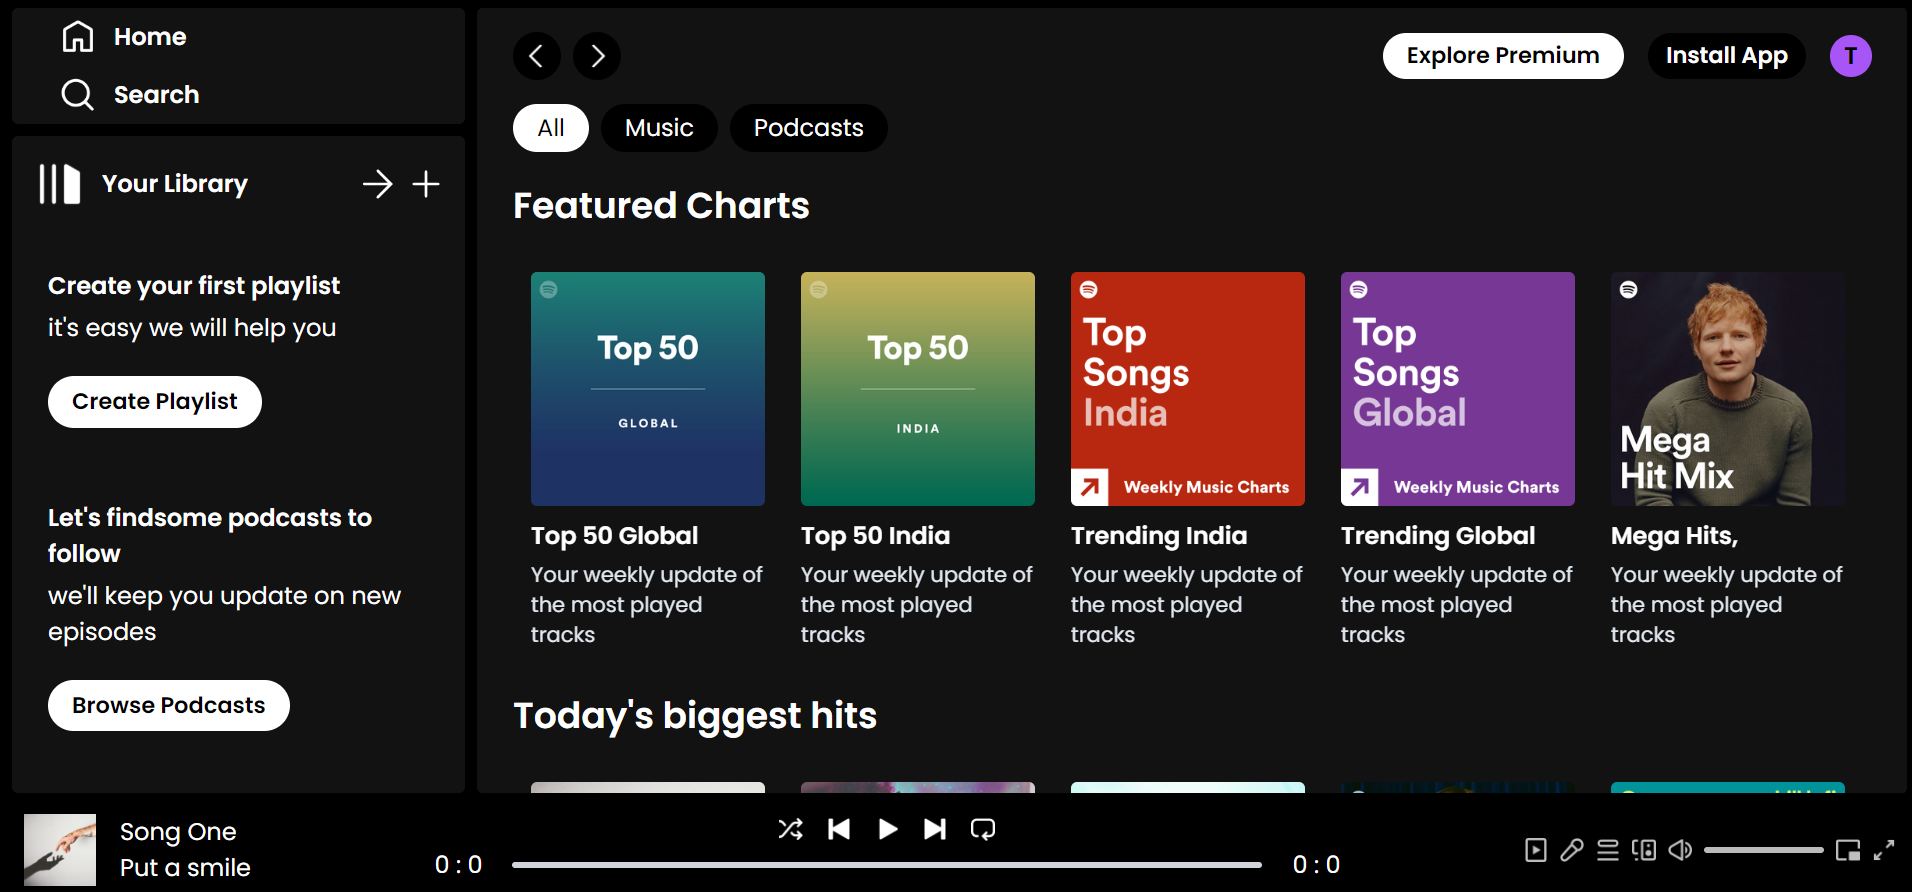 Home
Search
Your Library
Create your first playlist
it's easy we will help you
Create Playlist
Let's findsome podcasts to
follow
we'll keep you update on new
episodes
Browse Podcasts
Explore Premium
Install App
T
All
Music
Podcasts
Featured Charts
Top 50
GLOBAL
Top 50 Global
Your weekly update of
the most played
tracks
Top 50
INDIA
Top 50 India
Your weekly update of
the most played
tracks
Top
Songs
India
Weekly Music Charts
Trending India
Your weekly update of
the most played
tracks
Top
Songs
Global
Weekly Music Charts
Trending Global
Your weekly update of
the most played
tracks
Mega
Hit Mix
Mega Hits,
Your weekly update of
the most played
tracks
Today's biggest hits
Song One
Put a smile
0 : 0
0 : 0